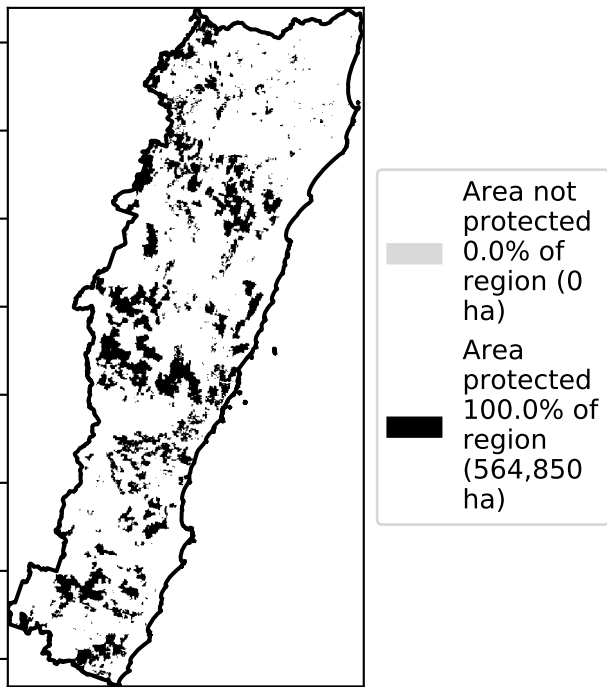 Area not
protected
0.0% of
region (0
ha)
Area
protected
100.0% of
region
(564,850
ha)